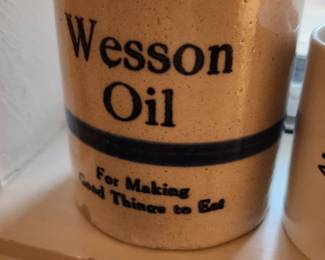 Wesson
Oil
For Making
Good Things to Eat